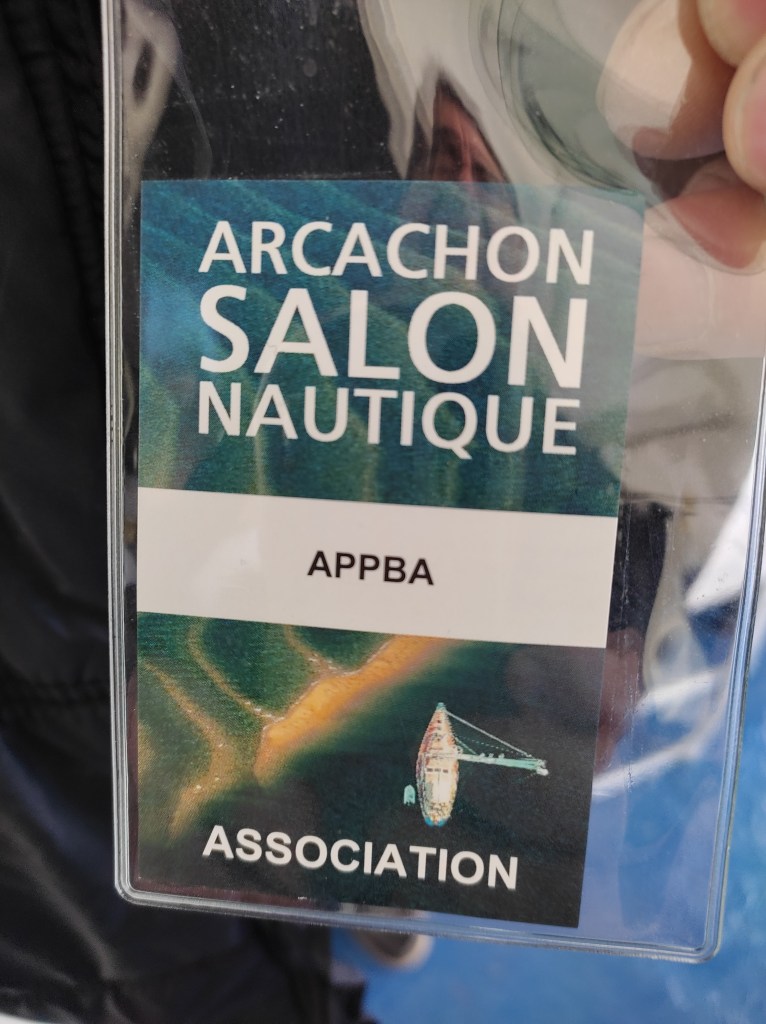 ARCACHON
SALON
NAUTIQUE
APPBA
ASSOCIATION